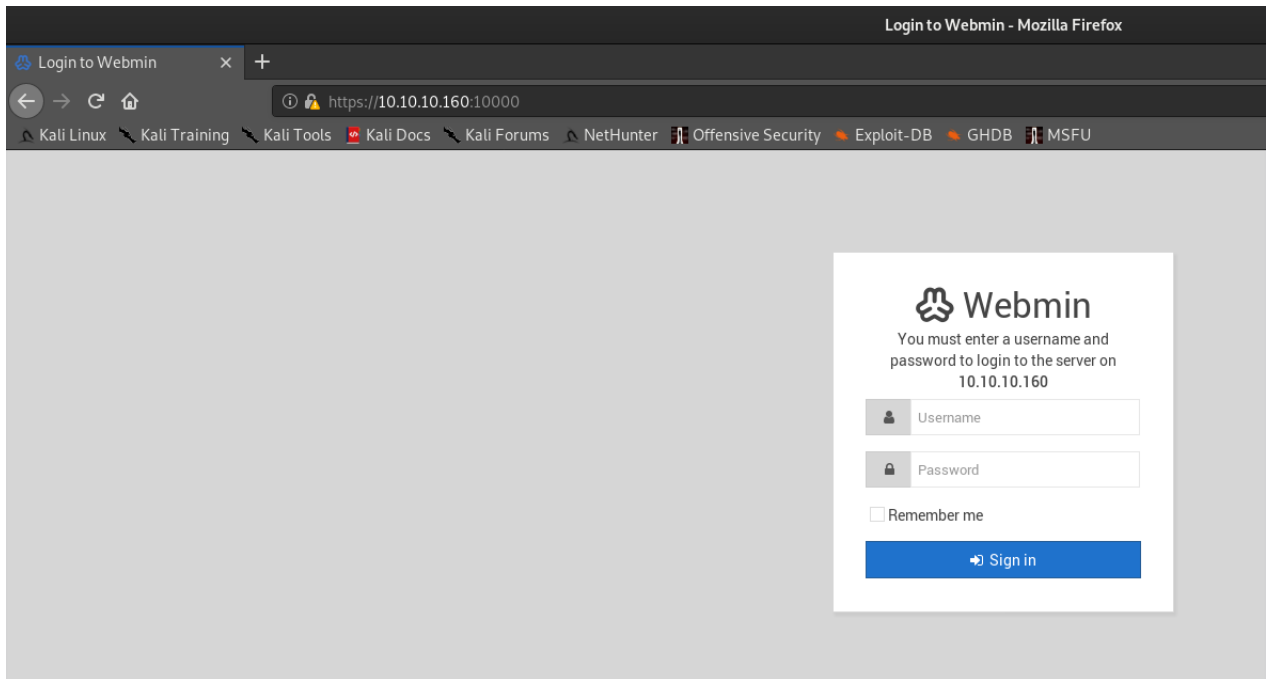 Login to Webmin - Mozilla Firefox
Login to Webmin
https://10.10.10.160:10000
Kali Linux Kali Training Kali Tools Kali Docs Kali Forums NetHunter Offensive Security Exploit-DB GHDB MSFU
Webmin
You must enter a username and
password to login to the server on
10.10.10.160
Username
Password
Remember me
Sign in